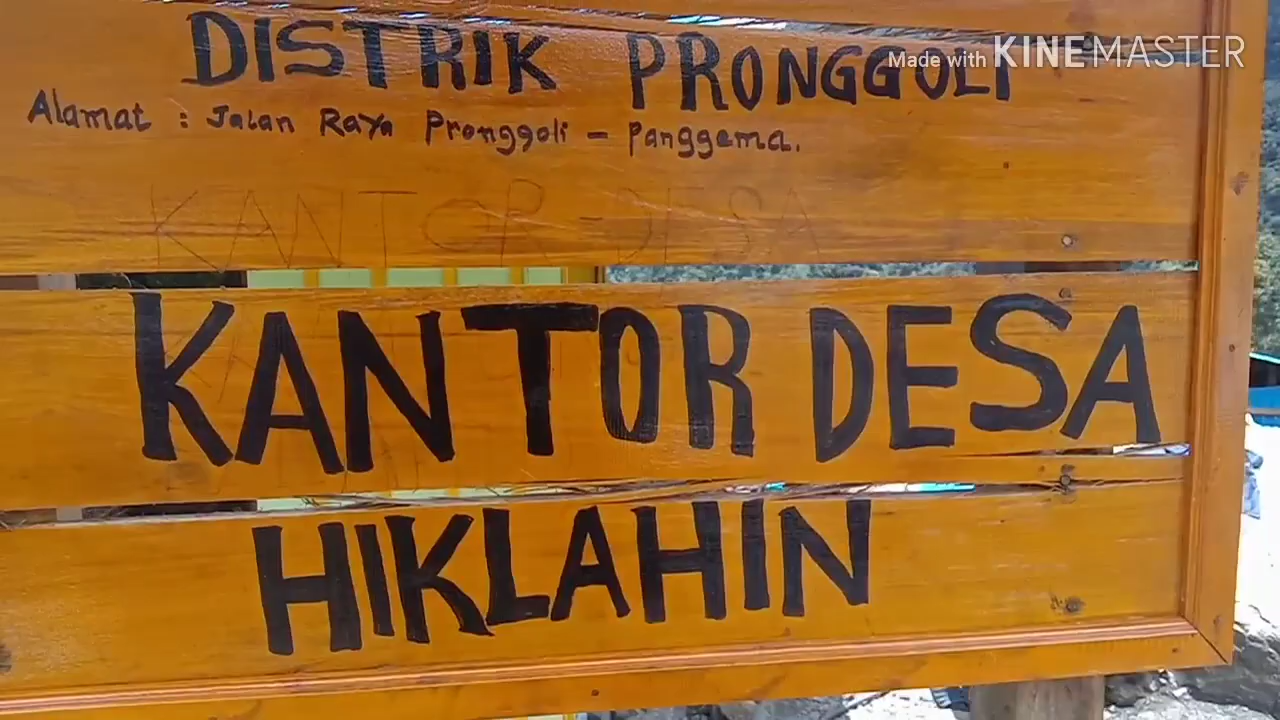 DISTRIK PRONGGOLI
Made with KINEMASTER
Alamat : Jalan Raya Pronggoli - Panggema.
KANTOR DESA
KANTOR DESA
HIKLAHIN